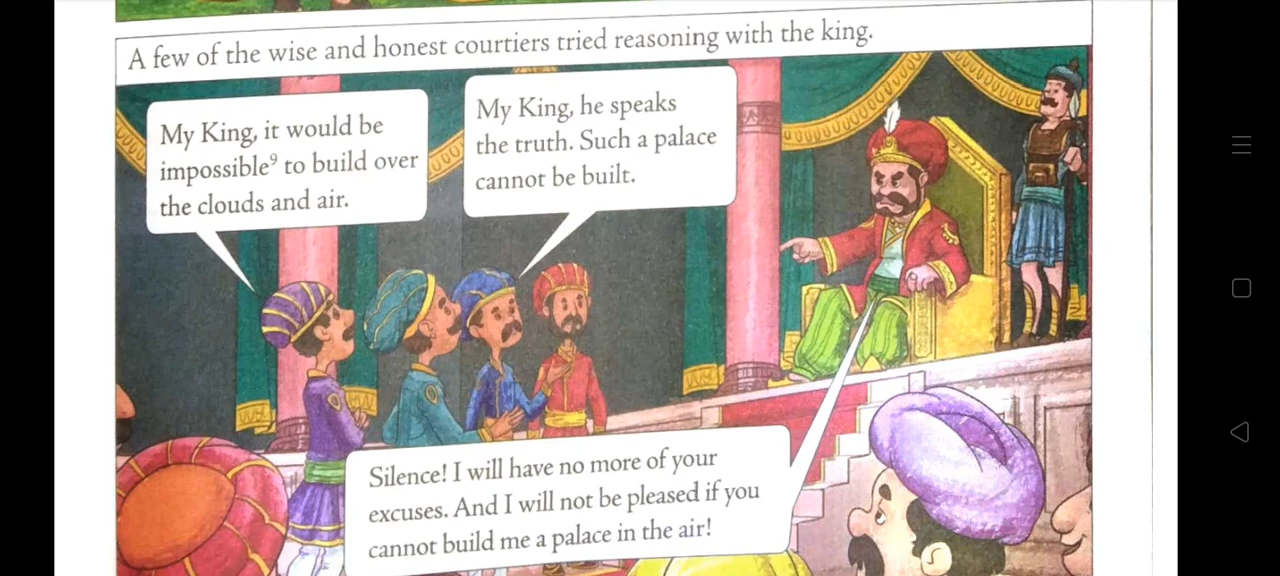 A few of the wise and honest courtiers tried reasoning with the king.
My King, it would be
impossible⁹ to build over
the clouds and air.
My King, he speaks
the truth. Such a palace
cannot be built.
Silence! I will have no more of your
excuses. And I will not be pleased if you
cannot build me a palace in the air!